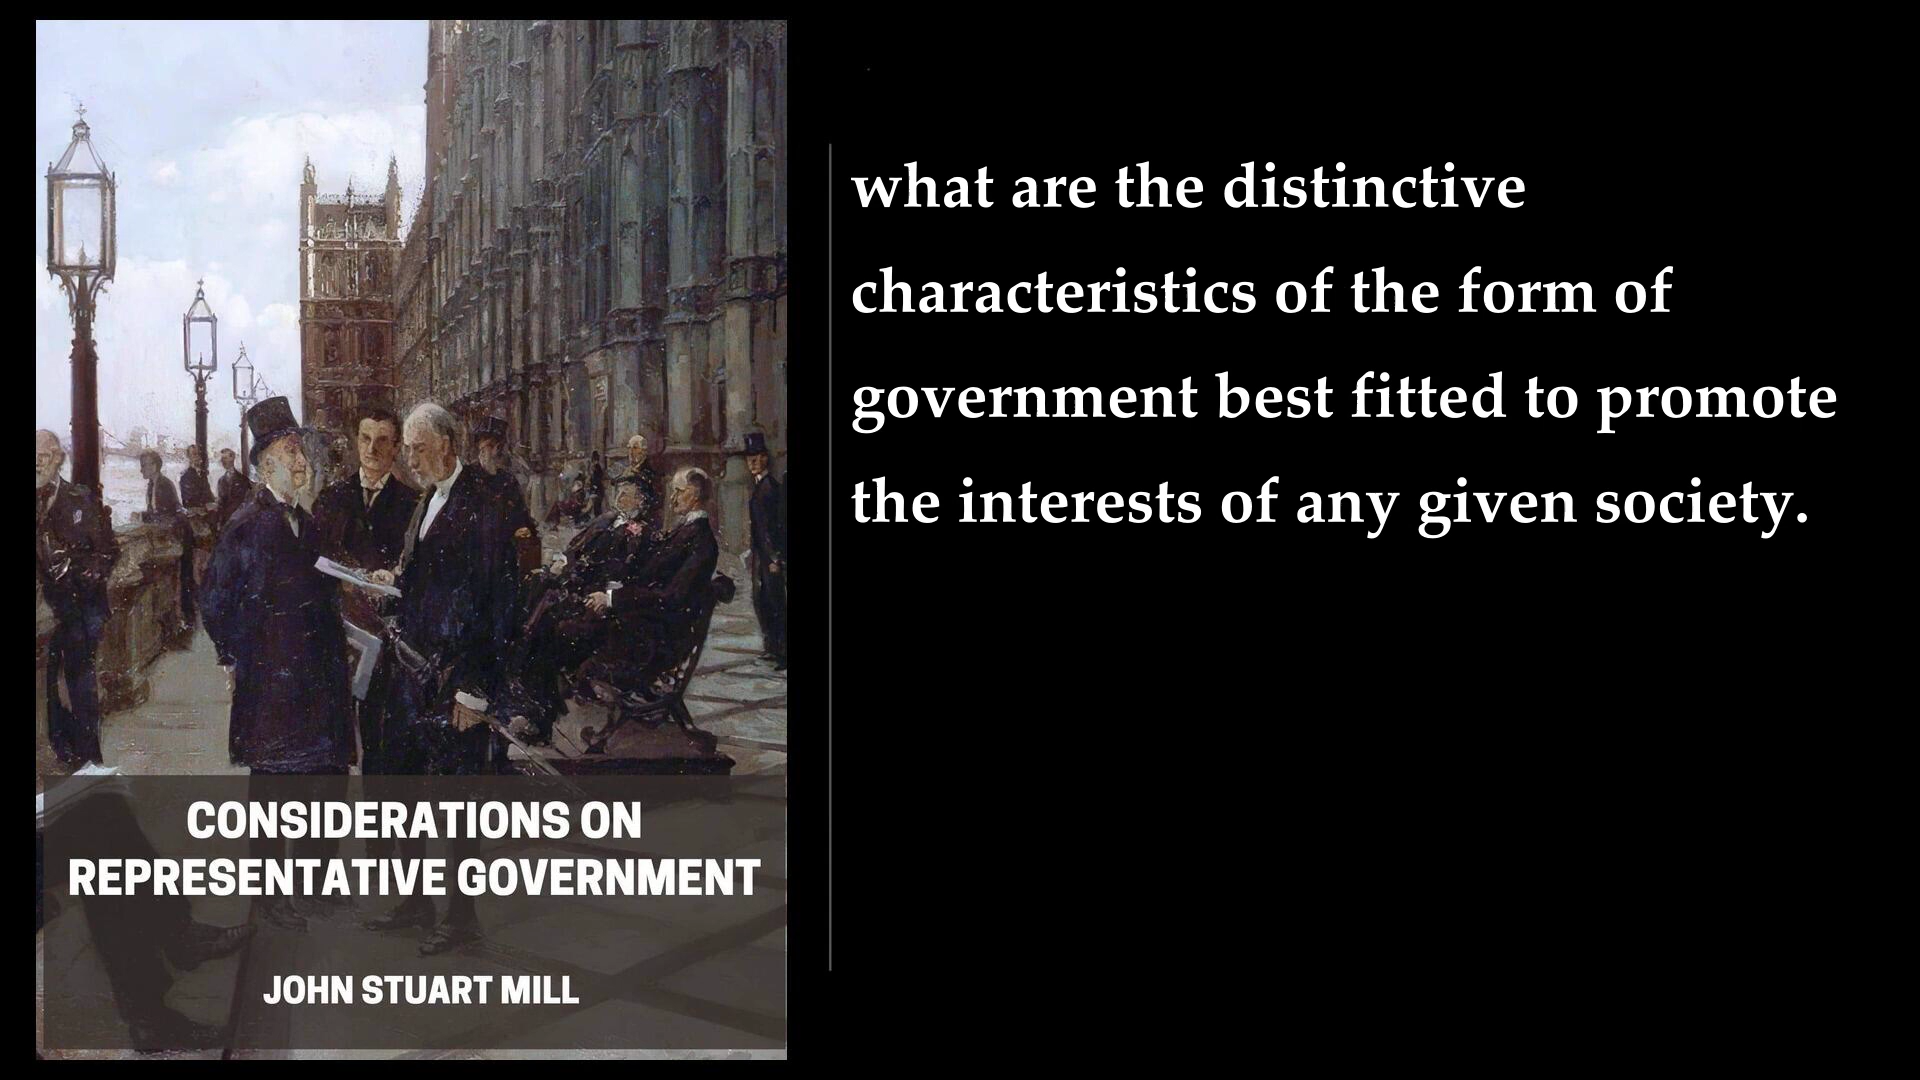 what are the distinctive
characteristics of the form of
government best fitted to promote
the interests of any given society.
CONSIDERATIONS ON
REPRESENTATIVE GOVERNMENT
JOHN STUART MILL